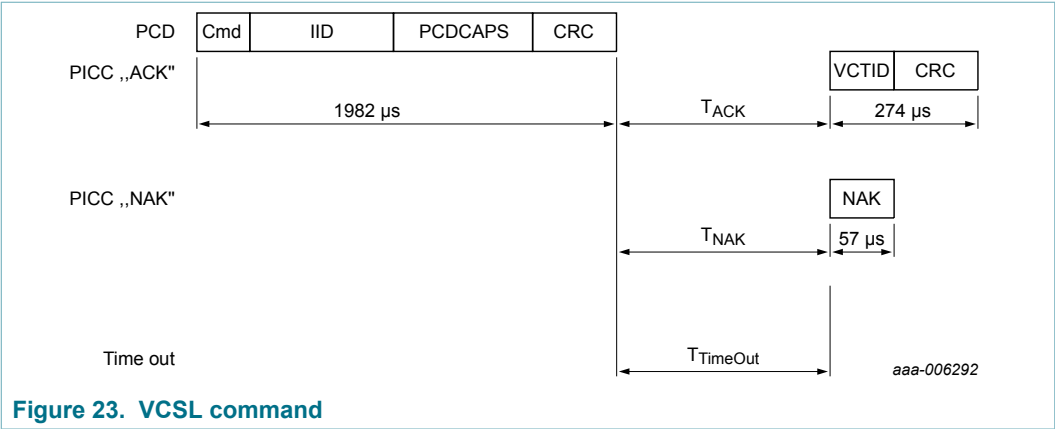 PCD Cmd IID PCDCAPS CRC
PICC ,,ACK" VCTID CRC
1982 µs TACK 274 µs
PICC ,,NAK" NAK
TNAK 57 µs
Time out TTimeOut aaa-006292
Figure 23. VCSL command